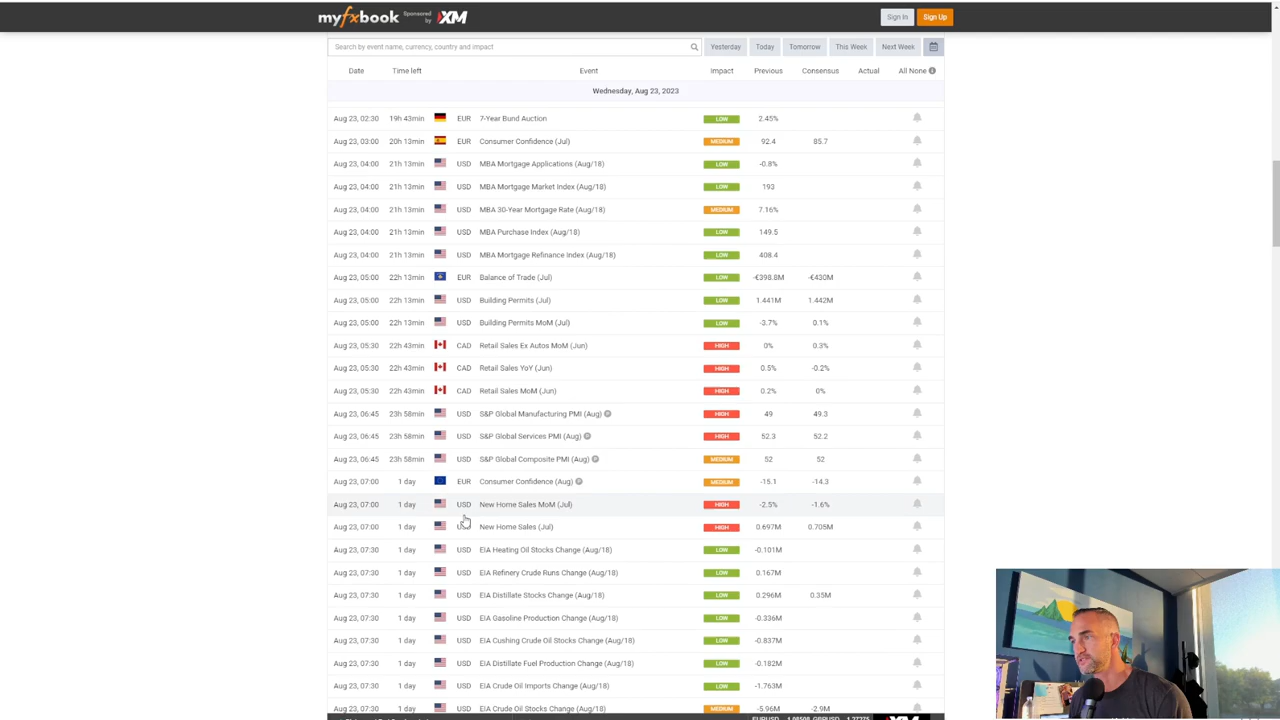 myfxbook Sponsored by XM Sign In Sign Up
Search by event name, currency, country and impact Yesterday Today Tomorrow This Week Next Week
Date Time left Event Impact Previous Consensus Actual All None
Wednesday, Aug 23, 2023
Aug 23, 02:30 19h 43min EUR 7-Year Bund Auction LOW 2.45%
Aug 23, 03:00 20h 13min EUR Consumer Confidence (Jul) MEDIUM 92.4 85.7
Aug 23, 04:00 21h 13min USD MBA Mortgage Applications (Aug/18) LOW -0.8%
Aug 23, 04:00 21h 13min USD MBA Mortgage Market Index (Aug/18) LOW 193
Aug 23, 04:00 21h 13min USD MBA 30-Year Mortgage Rate (Aug/18) MEDIUM 7.16%
Aug 23, 04:00 21h 13min USD MBA Purchase Index (Aug/18) LOW 149.5
Aug 23, 04:00 21h 13min USD MBA Mortgage Refinance Index (Aug/18) LOW 408.4
Aug 23, 05:00 22h 13min EUR Balance of Trade (Jul) LOW -€398.8M -€430M
Aug 23, 05:00 22h 13min USD Building Permits (Jul) LOW 1.441M 1.442M
Aug 23, 05:00 22h 13min USD Building Permits MoM (Jul) LOW -3.7% 0.1%
Aug 23, 05:30 22h 43min CAD Retail Sales Ex Autos MoM (Jun) HIGH 0% 0.3%
Aug 23, 05:30 22h 43min CAD Retail Sales YoY (Jun) HIGH 0.5% -0.2%
Aug 23, 05:30 22h 43min CAD Retail Sales MoM (Jun) HIGH 0.2% 0%
Aug 23, 06:45 23h 58min USD S&P Global Manufacturing PMI (Aug) P HIGH 49 49.3
Aug 23, 06:45 23h 58min USD S&P Global Services PMI (Aug) P HIGH 52.3 52.2
Aug 23, 06:45 23h 58min USD S&P Global Composite PMI (Aug) P MEDIUM 52 52
Aug 23, 07:00 1 day EUR Consumer Confidence (Aug) P MEDIUM -15.1 -14.3
Aug 23, 07:00 1 day USD New Home Sales MoM (Jul) HIGH -2.5% -1.6%
Aug 23, 07:00 1 day New Home Sales (Jul) HIGH 0.697M 0.705M
Aug 23, 07:30 1 day USD EIA Heating Oil Stocks Change (Aug/18) LOW -0.101M
Aug 23, 07:30 1 day USD EIA Refinery Crude Runs Change (Aug/18) LOW 0.167M
Aug 23, 07:30 1 day USD EIA Distillate Stocks Change (Aug/18) LOW 0.296M 0.35M
Aug 23, 07:30 1 day USD EIA Gasoline Production Change (Aug/18) LOW -0.336M
Aug 23, 07:30 1 day USD EIA Cushing Crude Oil Stocks Change (Aug/18) LOW -0.837M
Aug 23, 07:30 1 day USD EIA Distillate Fuel Production Change (Aug/18) LOW -0.182M
Aug 23, 07:30 1 day USD EIA Crude Oil Imports Change (Aug/18) LOW -1.763M
Aug 23, 07:30 1 day USD EIA Crude Oil Stocks Change (Aug/18) MEDIUM -5.96M -2.9M
XM